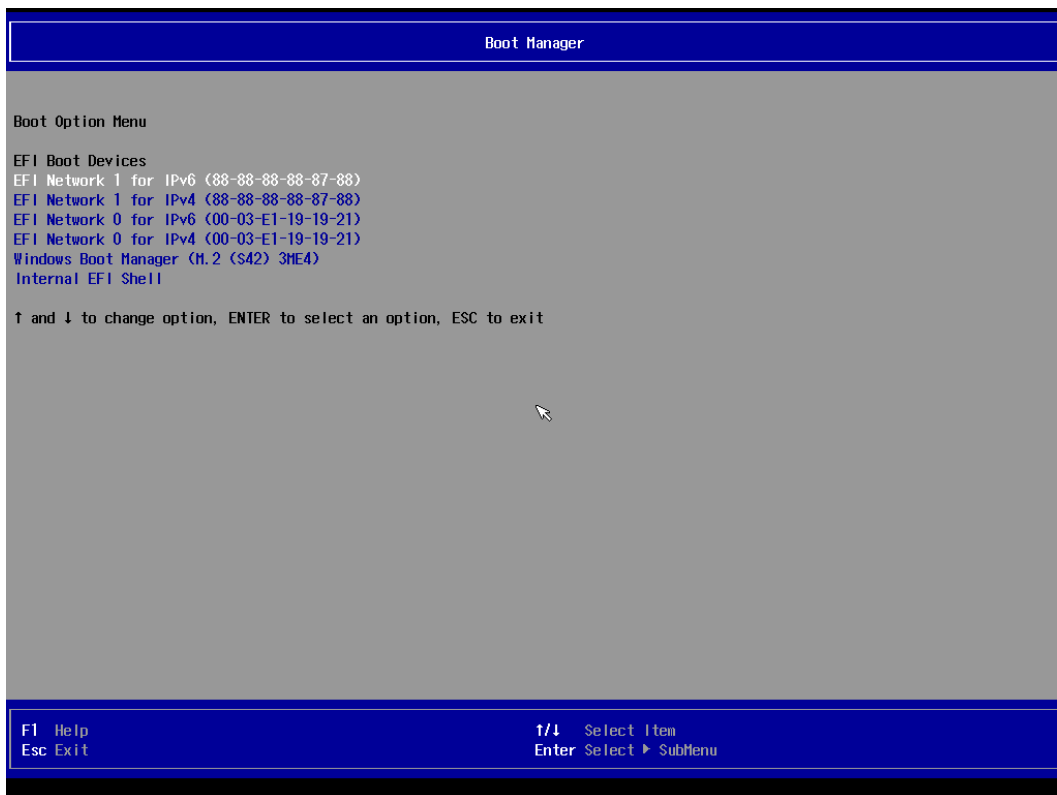 Boot Manager
Boot Option Menu
EFI Boot Devices
EFI Network 1 for IPv6 (88-88-88-88-87-88)
EFI Network 1 for IPv4 (88-88-88-88-87-88)
EFI Network 0 for IPv6 (00-03-E1-19-19-21)
EFI Network 0 for IPv4 (00-03-E1-19-19-21)
Windows Boot Manager (M.2 (S42) 3ME4)
Internal EFI Shell
↑ and ↓ to change option, ENTER to select an option, ESC to exit
F1 Help
Esc Exit
↑/↓ Select Item
Enter Select ▶ SubMenu